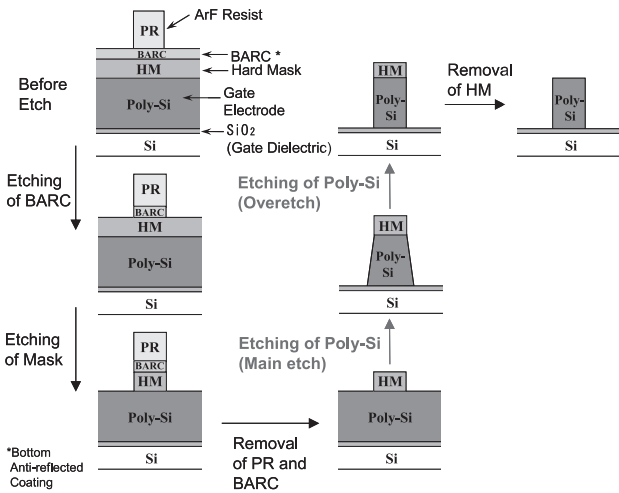 ArF Resist
PR
BARC
BARC *
HM
Hard Mask
Before
Etch
Poly-Si
Gate
Electrode
SiO2
(Gate Dielectric)
Si
Etching
of BARC
PR
BARC
HM
Poly-Si
Si
Etching
of Mask
PR
BARC
HM
Poly-Si
Si
*Bottom
Anti-reflected
Coating
Removal
of PR and
BARC
HM
Poly-Si
Si
Etching of Poly-Si
(Main etch)
HM
Poly-
Si
Si
Etching of Poly-Si
(Overetch)
HM
Poly-
Si
Si
Removal
of HM
Poly-
Si
Si